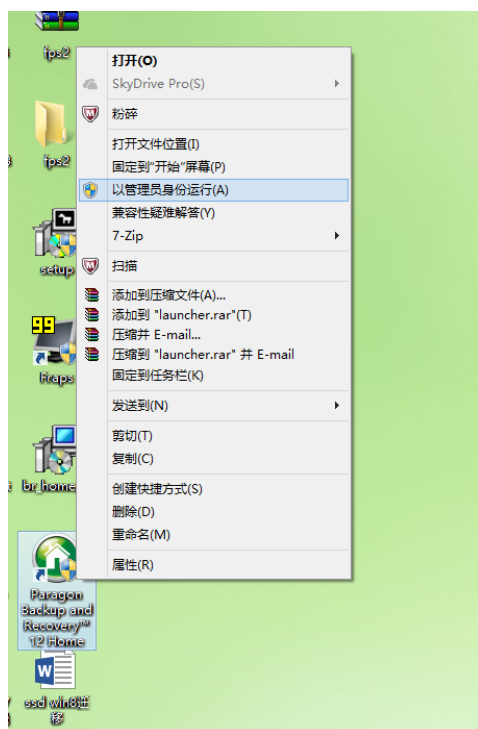 fps2
fps2
setup
Fraps
br_home
Paragon
Backup and
Recovery™
12 Home
ssd win8迁
移
打开(O)
SkyDrive Pro(S)
粉碎
打开文件位置(I)
固定到"开始"屏幕(P)
以管理员身份运行(A)
兼容性疑难解答(Y)
7-Zip
扫描
添加到压缩文件(A)...
添加到 "launcher.rar"(T)
压缩并 E-mail...
压缩到 "launcher.rar" 并 E-mail
固定到任务栏(K)
发送到(N)
剪切(T)
复制(C)
创建快捷方式(S)
删除(D)
重命名(M)
属性(R)